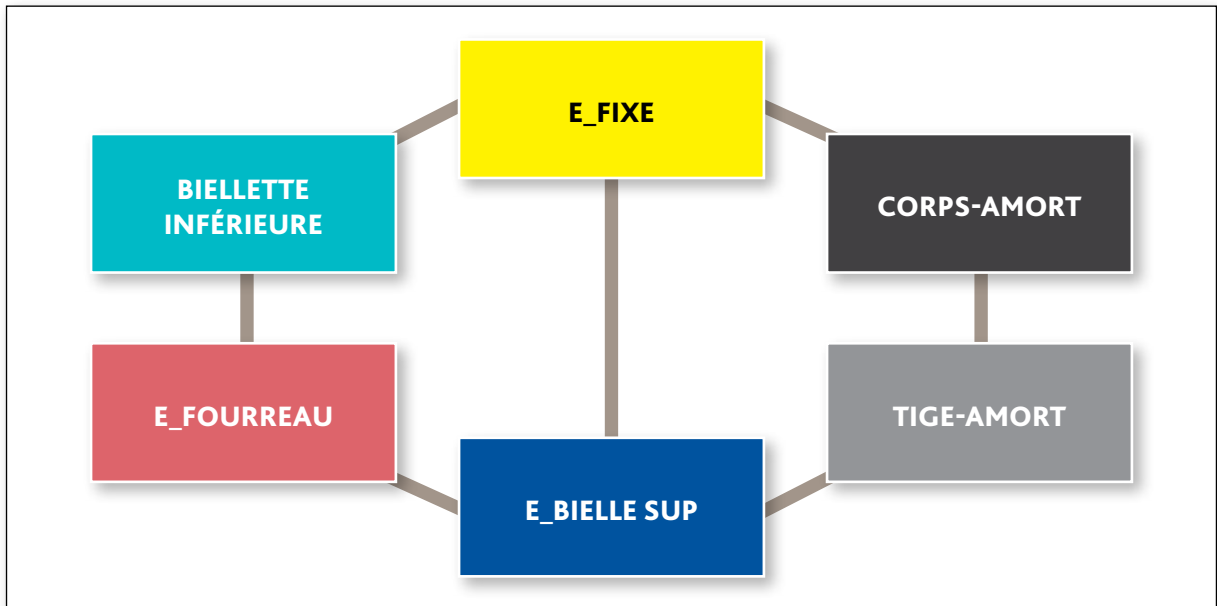 E_FIXE
BIELLETTE
INFÉRIEURE
CORPS-AMORT
E_FOURREAU
TIGE-AMORT
E_BIELLE SUP